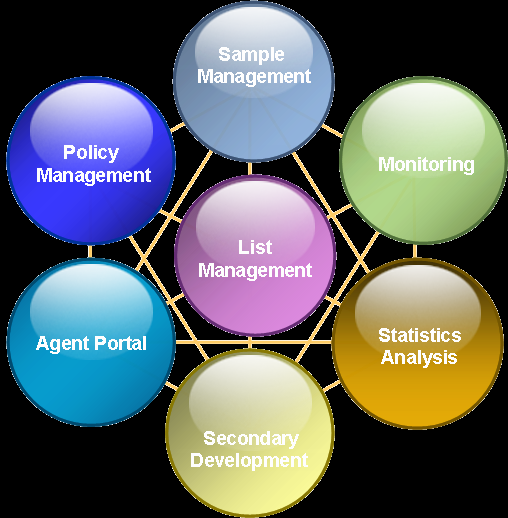 Sample
Management
Policy
Management
Monitoring
List
Management
Agent Portal
Statistics
Analysis
Secondary
Development